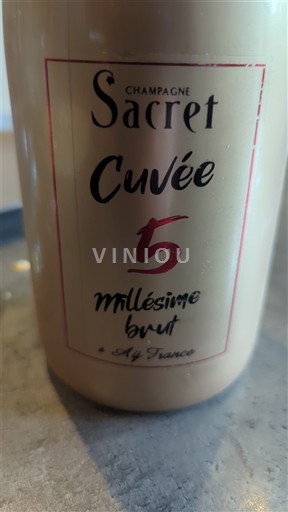 CHAMPAGNE
Sacret
Cuvée
5
VINIOU
millésime
brut
à Aÿ France